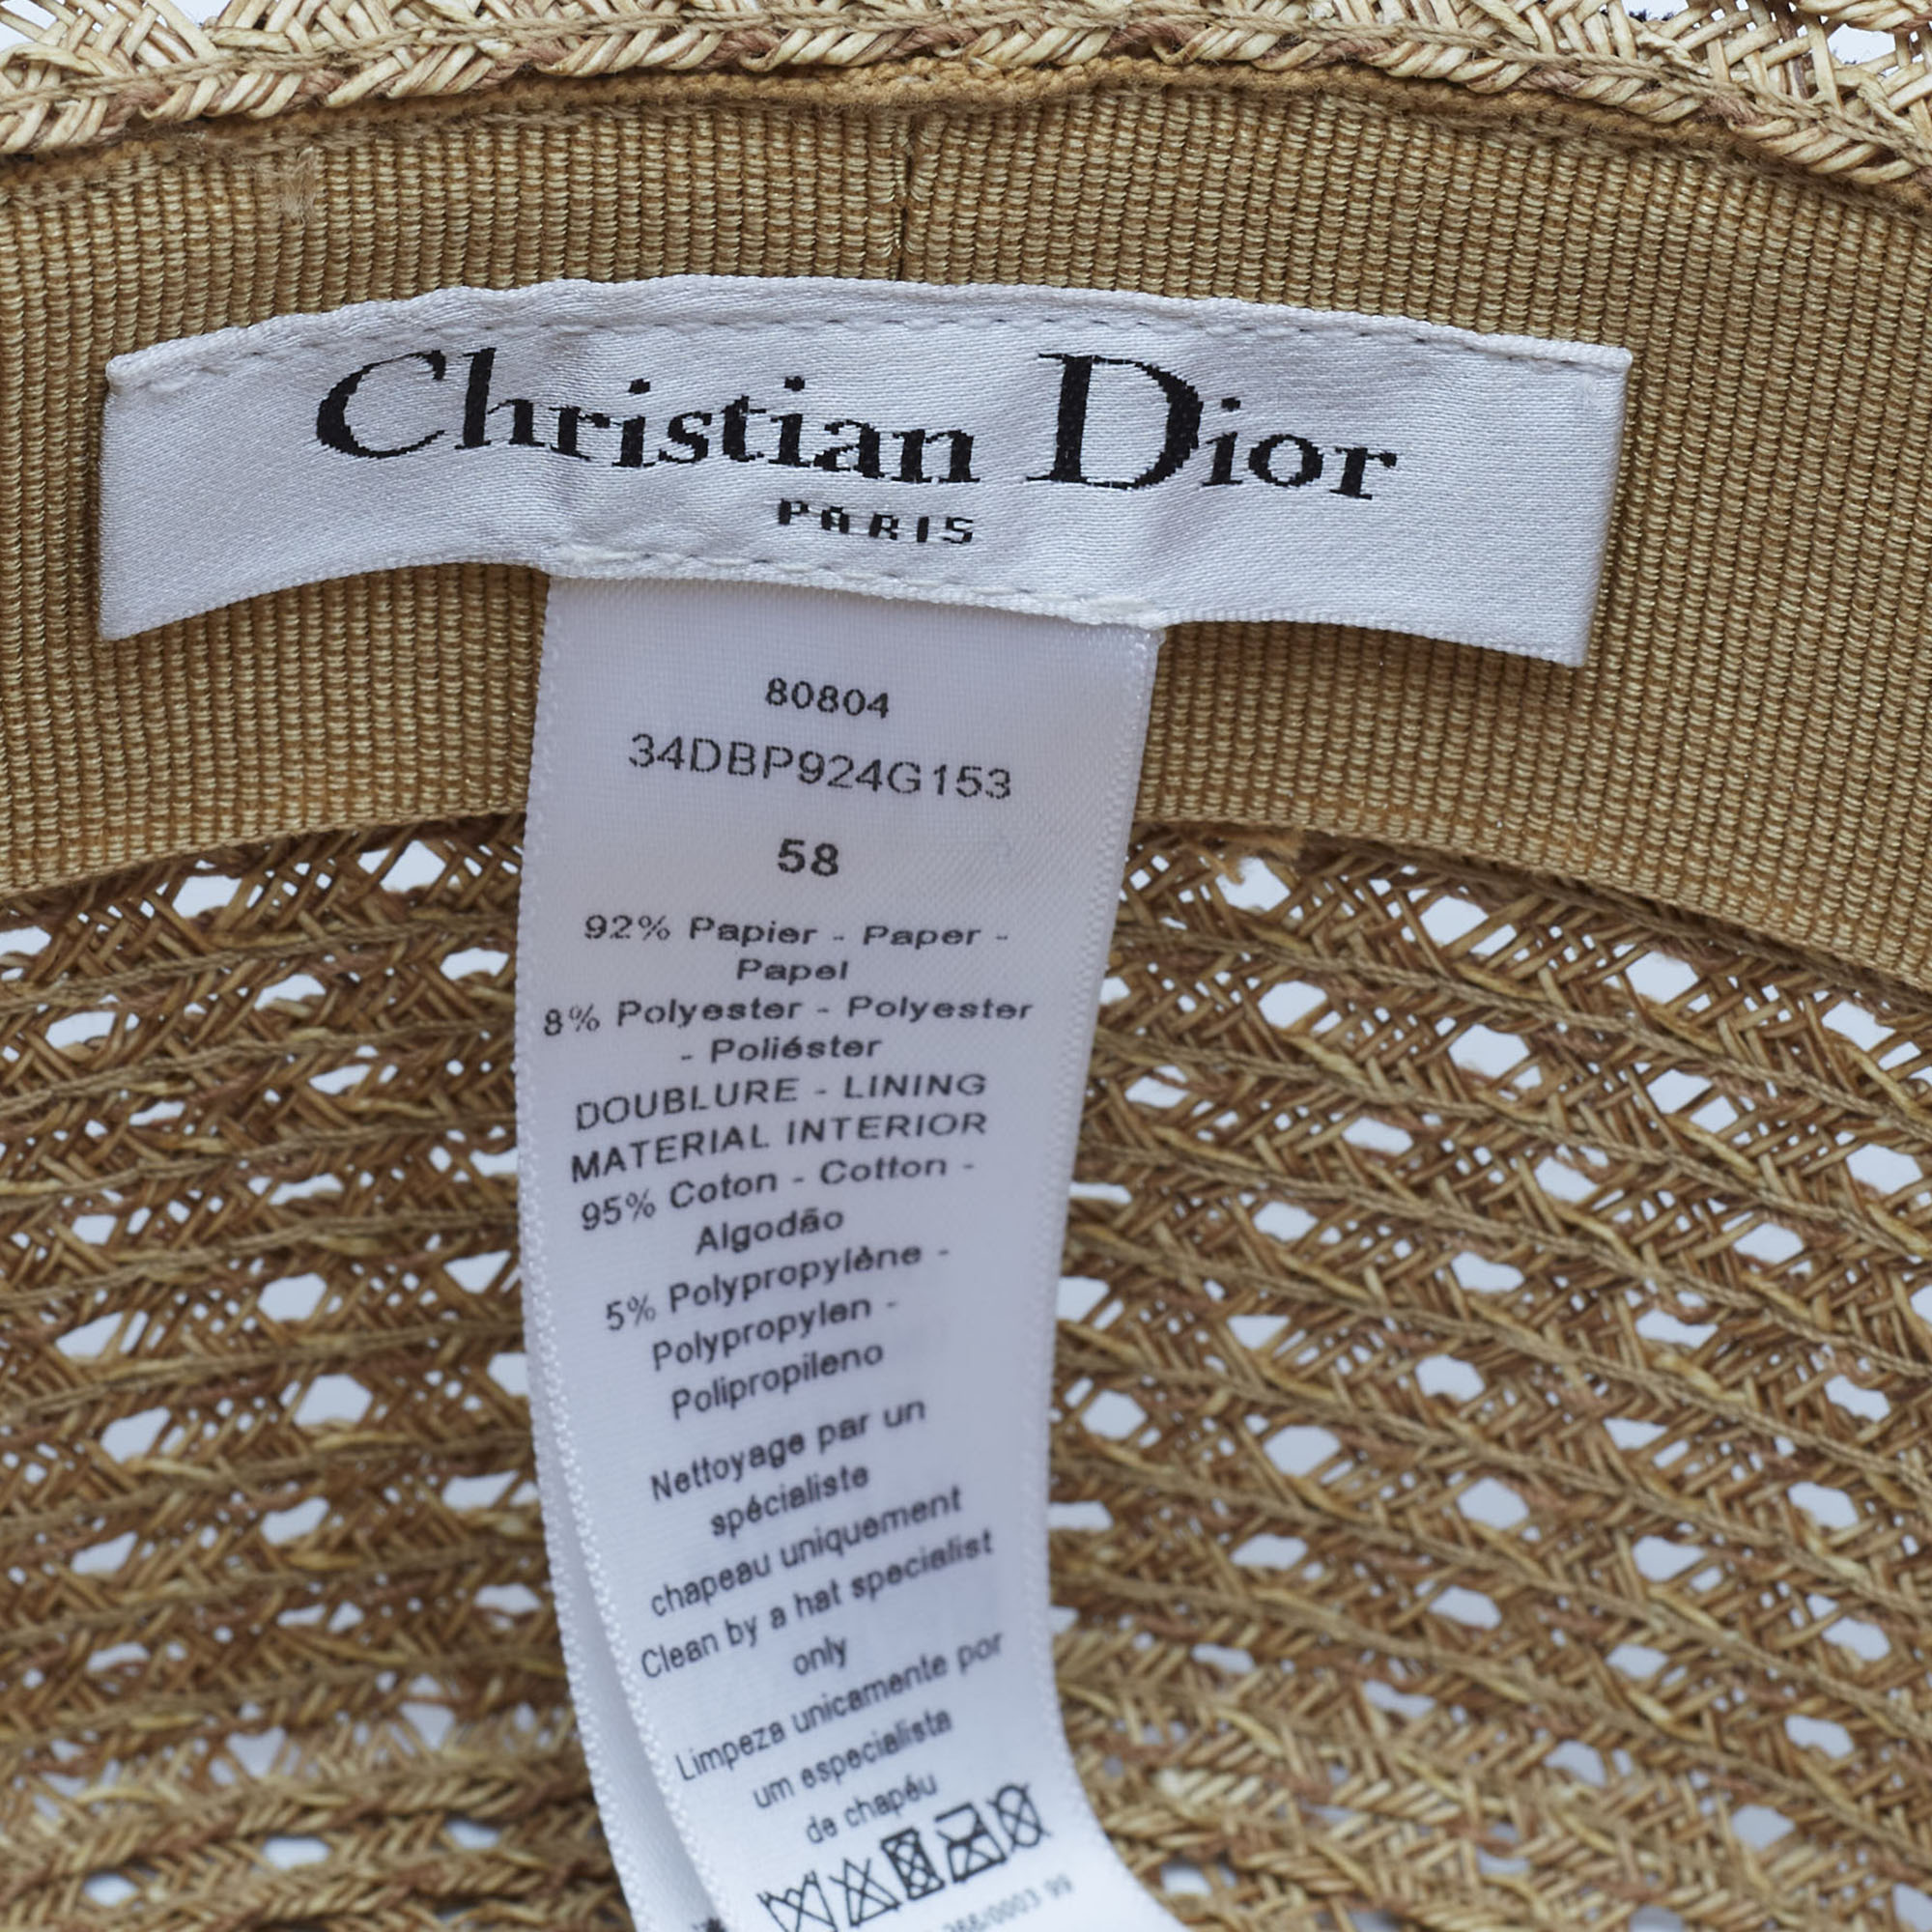 Christian Dior
PARIS
80804
34DBP924G153
58
92% Papier - Paper -
Papel
8% Polyester - Polyester
- Poliéster
DOUBLURE - LINING
MATERIAL INTERIOR
95% Coton - Cotton -
Algodão
5% Polypropylène -
Polypropylen -
Polipropileno
Nettoyage par un
spécialiste
chapeau uniquement
Clean by a hat specialist
only
Limpeza unicamente por
um especialista
de chapéu